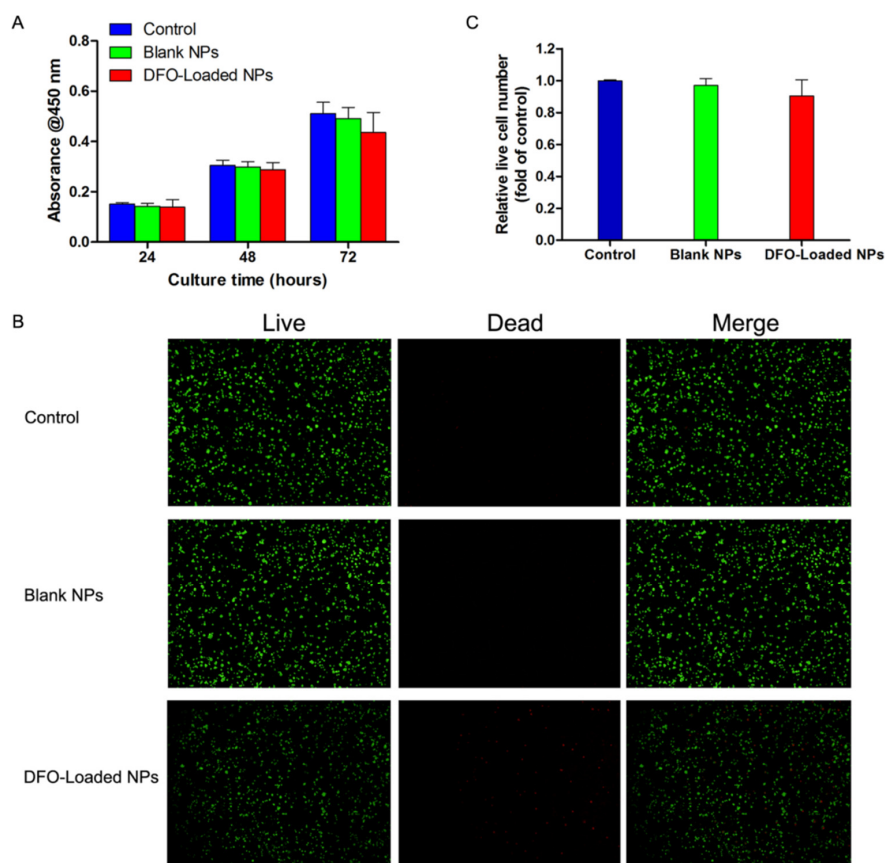 A
Control
Blank NPs
DFO-Loaded NPs
0.8
0.6
0.4
0.2
0.0
Absorance @450 nm
24 48 72
Culture time (hours)
C
1.2
1.0
0.8
0.6
0.4
0.2
0.0
Relative live cell number
(fold of control)
Control Blank NPs DFO-Loaded NPs
B
Live Dead Merge
Control
Blank NPs
DFO-Loaded NPs